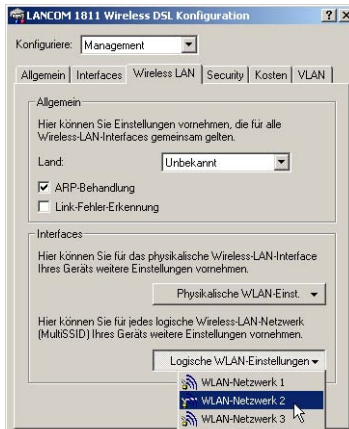 LANCOM 1811 Wireless DSL Konfiguration
Konfiguriere: Management
Allgemein Interfaces Wireless LAN Security Kosten VLAN
Allgemein
Hier können Sie Einstellungen vornehmen, die für alle
Wireless-LAN-Interfaces gemeinsam gelten.
Land: Unbekannt
ARP-Behandlung
Link-Fehler-Erkennung
Interfaces
Hier können Sie für das physikalische Wireless-LAN-Interface
Ihres Geräts weitere Einstellungen vornehmen.
Physikalische WLAN-Einst.
Hier können Sie für jedes logische Wireless-LAN-Netzwerk
(MultiSSID) Ihres Geräts weitere Einstellungen vornehmen.
Logische WLAN-Einstellungen
WLAN-Netzwerk 1
WLAN-Netzwerk 2
WLAN-Netzwerk 3